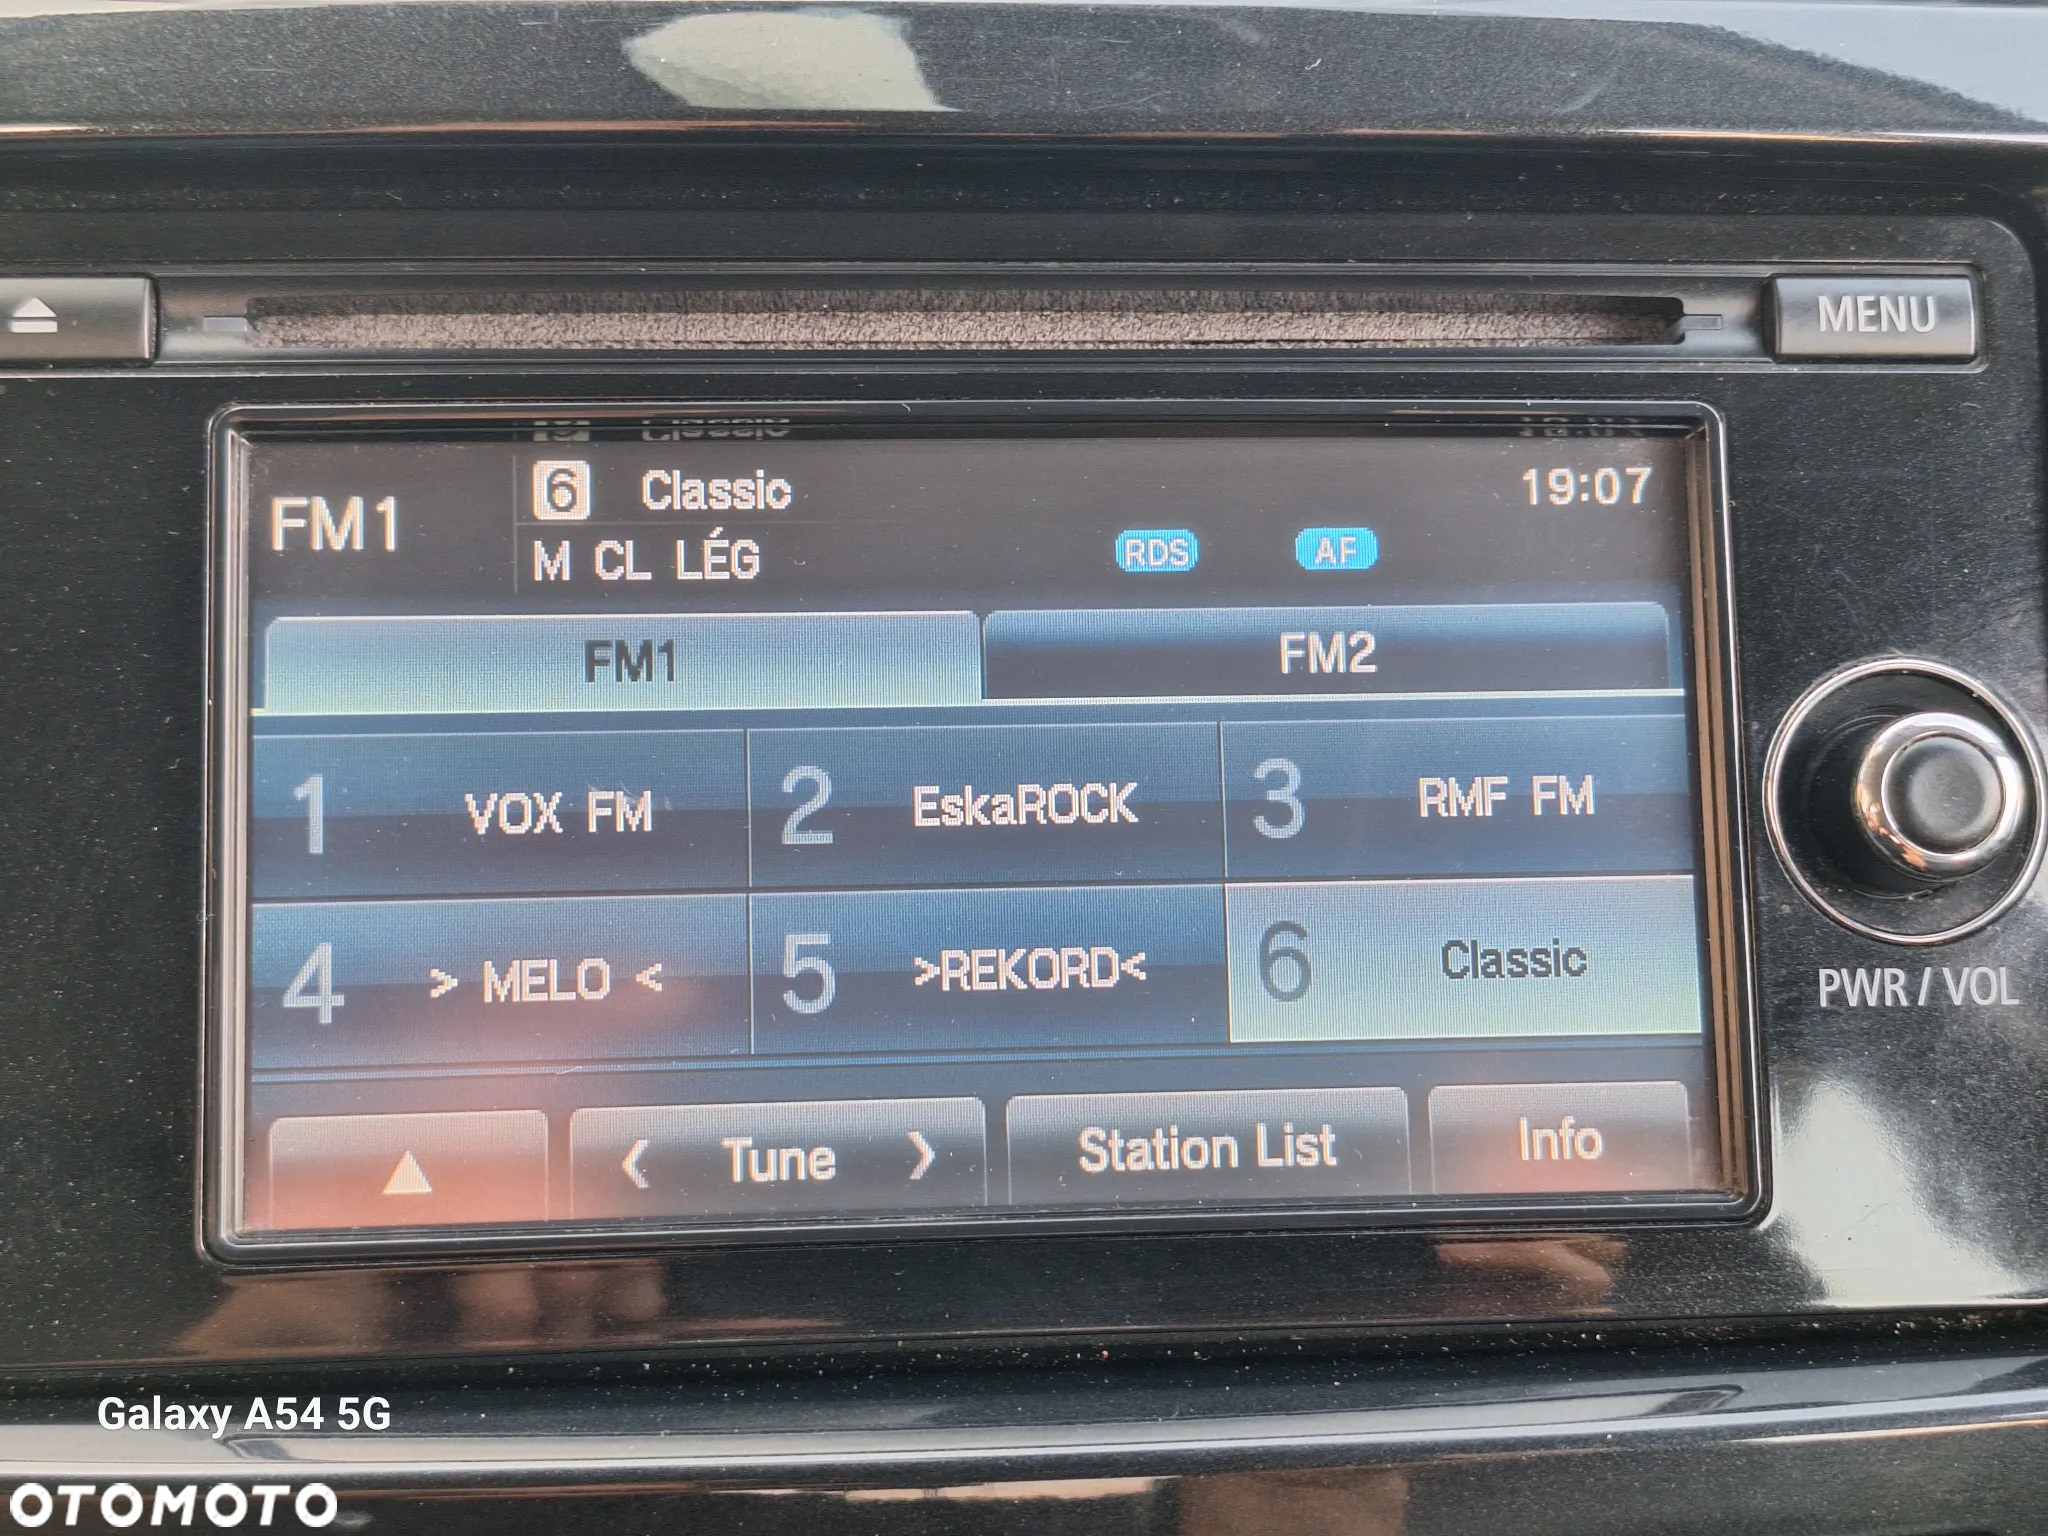 MENU
FM1
6 Classic
19:07
M CL LÉG
RDS
AF
FM1
FM2
1 VOX FM
2 EskaROCK
3 RMF FM
4 > MELO <
5 >REKORD<
6 Classic
Tune
Station List
Info
PWR / VOL
Galaxy A54 5G
OTOMOTO